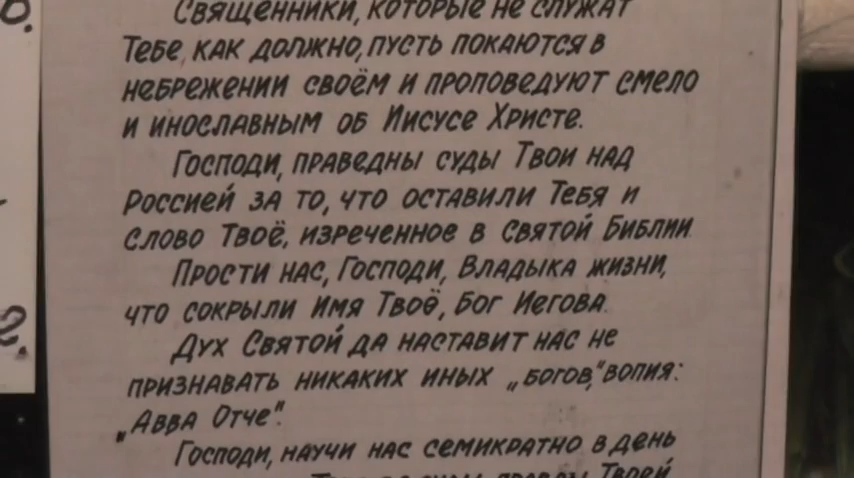 Священники, которые не служат
Тебе, как должно, пусть покаются в
небрежении своём и проповедуют смело
и инославным об Иисусе Христе.
Господи, праведны суды Твои над
Россией за то, что оставили Тебя и
слово Твоё, изреченное в Святой Библии.
Прости нас, Господи, Владыка жизни,
что сокрыли Имя Твоё, Бог Иегова.
Дух Святой да наставит нас не
признавать никаких иных „богов,“ вопия:
„Авва Отче“.
Господи, научи нас семикратно в день
правды Твоей
2.